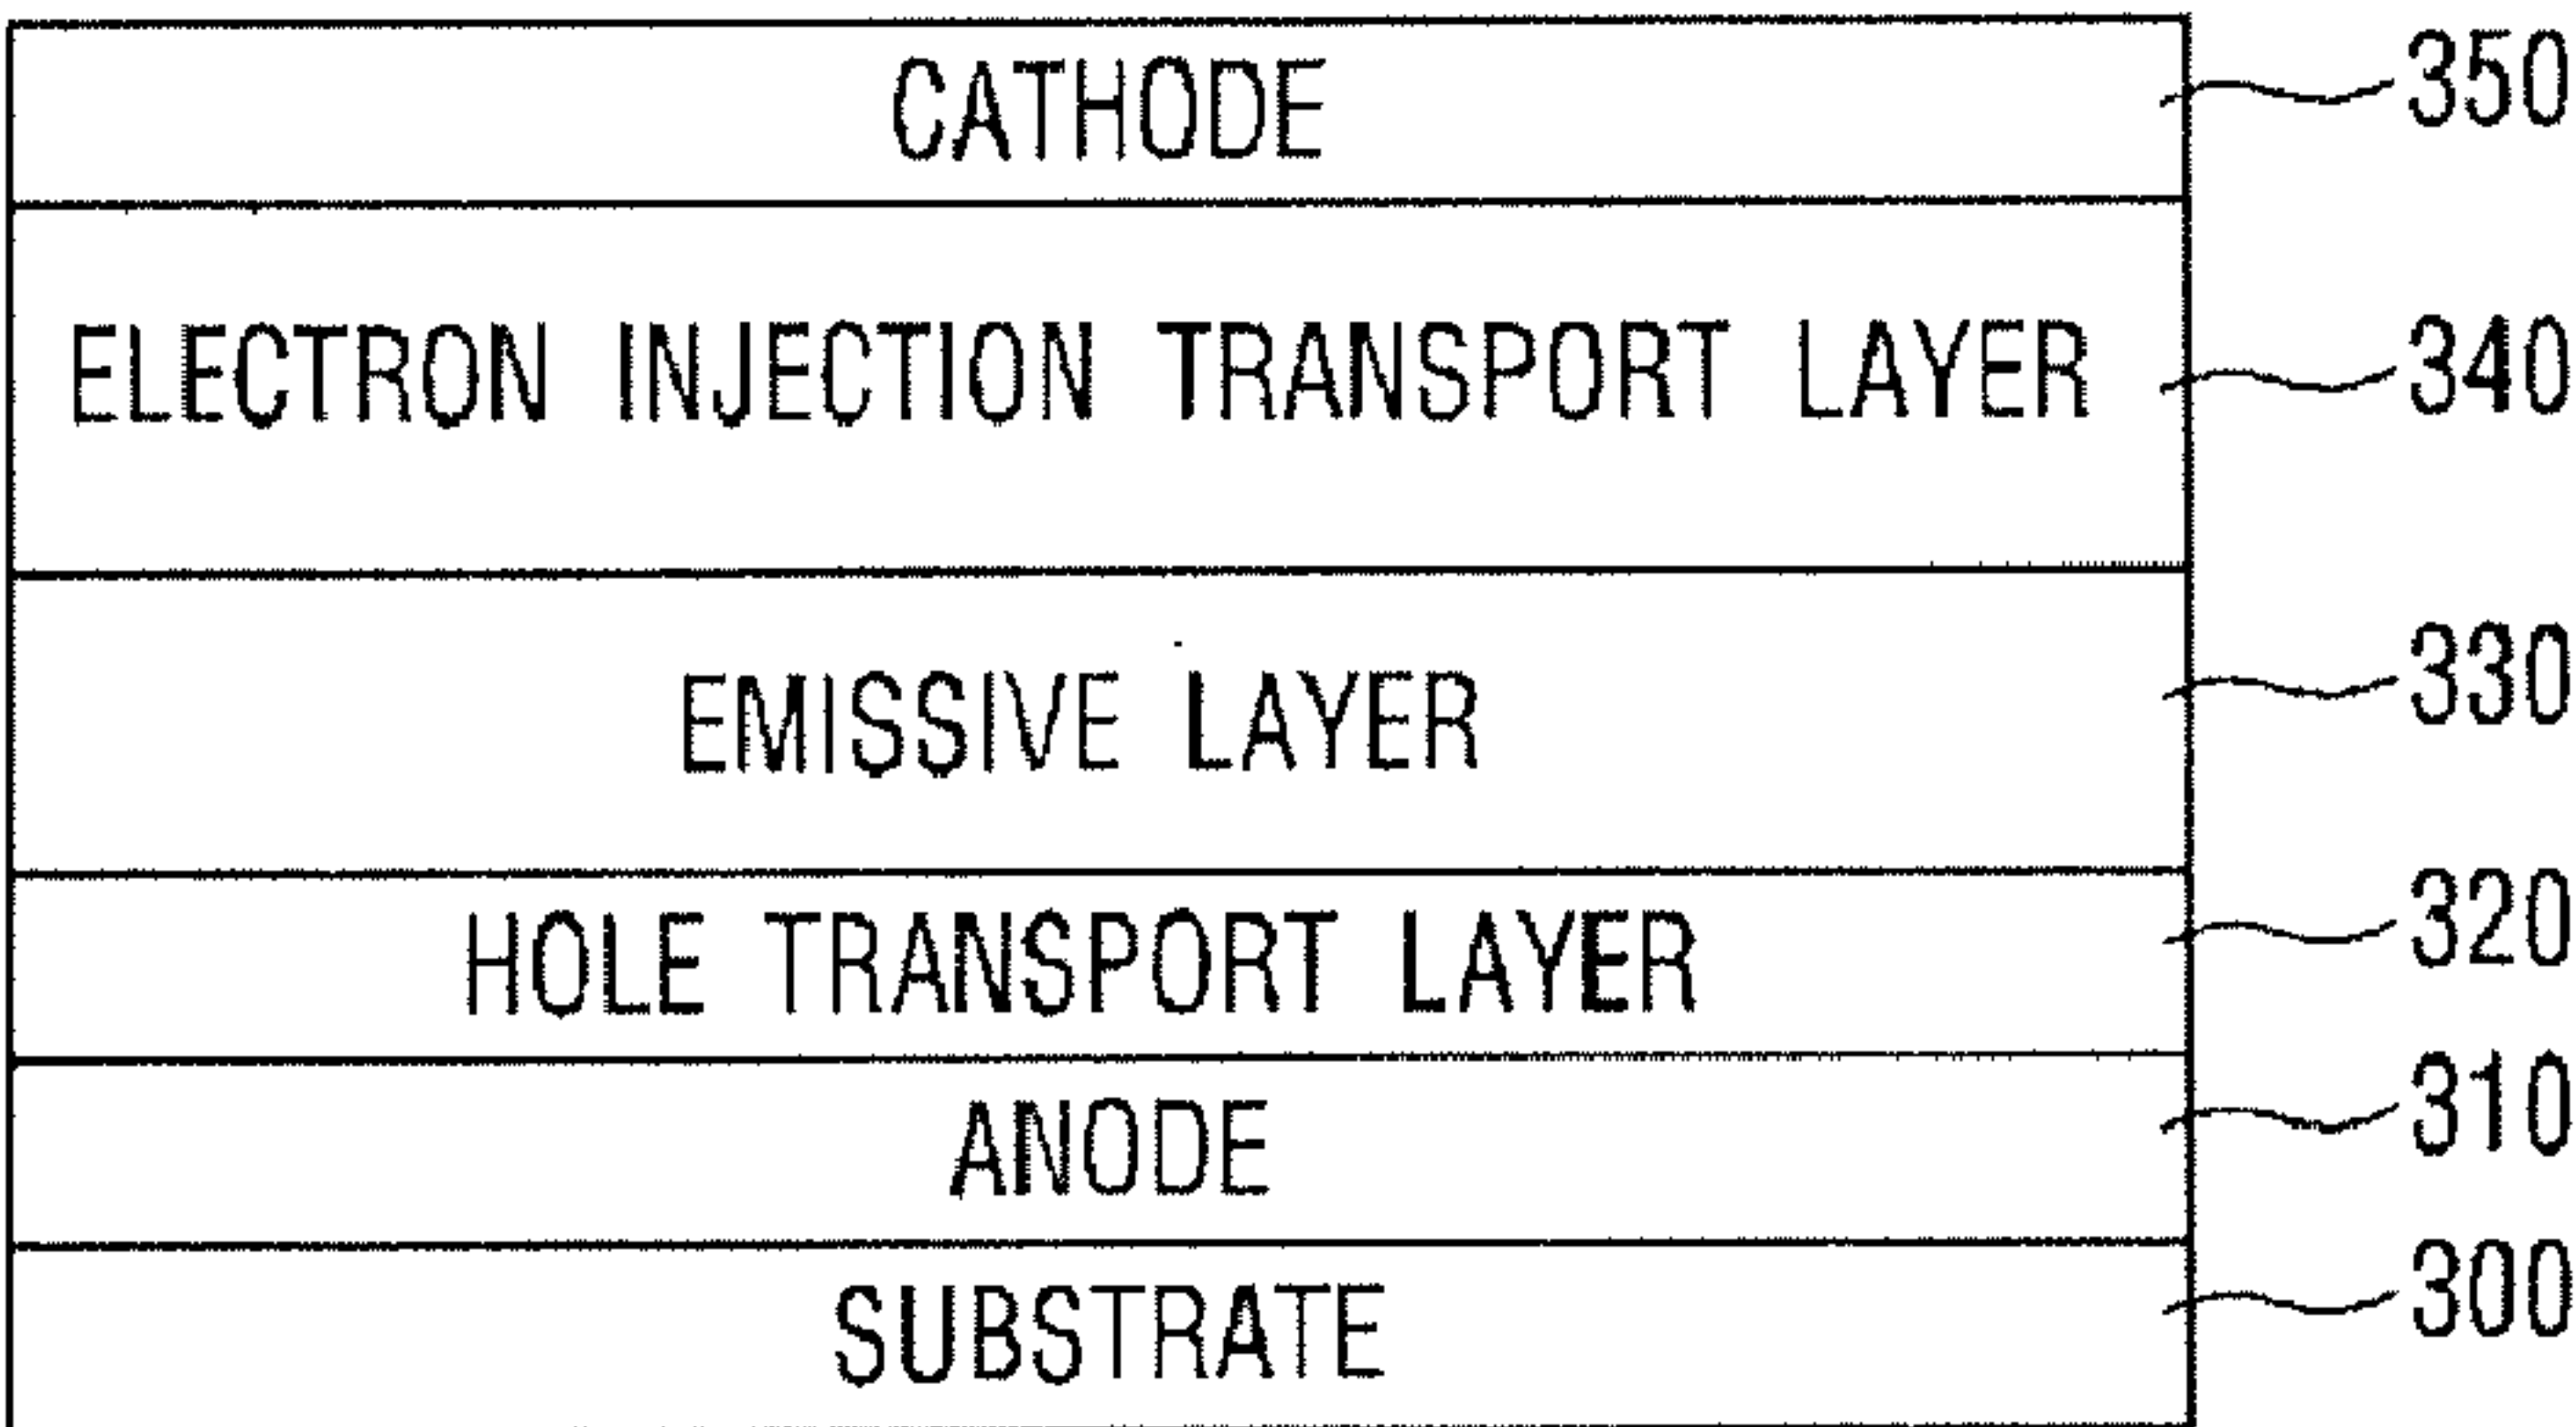 CATHODE 350
ELECTRON INJECTION TRANSPORT LAYER 340
EMISSIVE LAYER 330
HOLE TRANSPORT LAYER 320
ANODE 310
SUBSTRATE 300